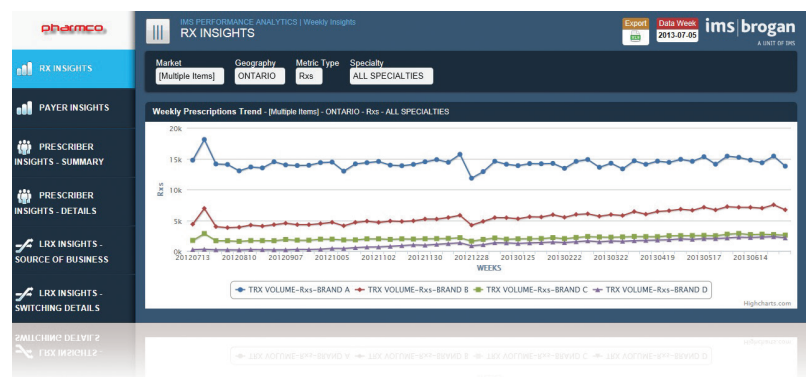 pharmco
IMS PERFORMANCE ANALYTICS | Weekly Insights
RX INSIGHTS
Export
Data Week
2013-07-05
ims|brogan
A UNIT OF IMS
RX INSIGHTS
PAYER INSIGHTS
PRESCRIBER
INSIGHTS - SUMMARY
PRESCRIBER
INSIGHTS - DETAILS
LRX INSIGHTS -
SOURCE OF BUSINESS
LRX INSIGHTS -
SWITCHING DETAILS
Market Geography Metric Type Specialty
[Multiple Items] ONTARIO Rxs ALL SPECIALTIES
Weekly Prescriptions Trend - [Multiple Items] - ONTARIO - Rxs - ALL SPECIALTIES
20k
15k
10k
5k
0k
Rxs
20120713 20120810 20120907 20121005 20121102 20121130 20121228 20130125 20130222 20130322 20130419 20130517 20130614
WEEKS
TRX VOLUME-Rxs-BRAND A TRX VOLUME-Rxs-BRAND B TRX VOLUME-Rxs-BRAND C TRX VOLUME-Rxs-BRAND D
Highcharts.com